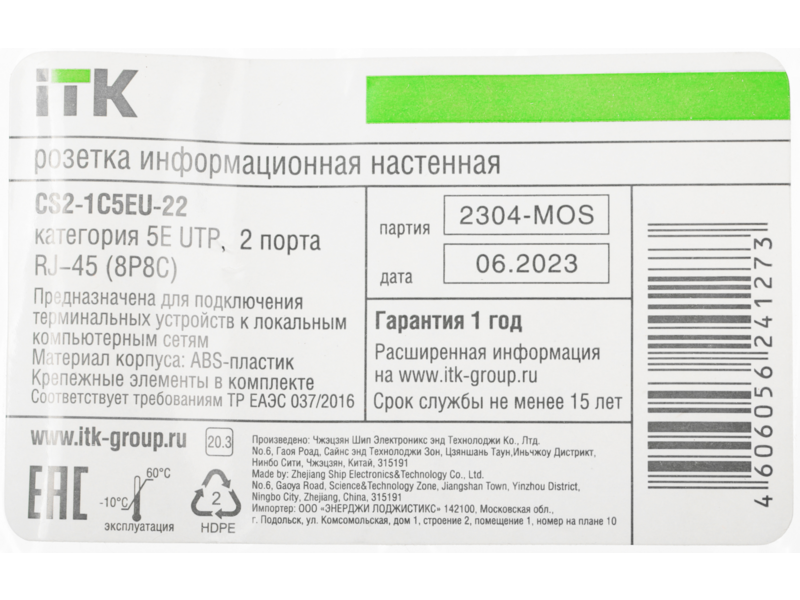 iTK
розетка информационная настенная
CS2-1C5EU-22
категория 5E UTP, 2 порта
RJ-45 (8P8C)
Предназначена для подключения
терминальных устройств к локальным
компьютерным сетям
Материал корпуса: ABS-пластик
Крепежные элементы в комплекте
Соответствует требованиям ТР ЕАЭС 037/2016
партия 2304-MOS
дата 06.2023
Гарантия 1 год
Расширенная информация
на www.itk-group.ru
Срок службы не менее 15 лет
4606056241273
www.itk-group.ru 20.3
EAC
60°C
-10°C
эксплуатация
2
HDPE
Произведено: Чжэцзян Шип Электроникс энд Технолоджи Ко., Лтд.
No.6, Гаоя Роад, Сайнс энд Технолоджи Зон, Цзяншань Таун,Иньчжоу Дистрикт,
Нинбо Сити, Чжэцзян, Китай, 315191
Made by: Zhejiang Ship Electronics&Technology Co., Ltd.
No.6, Gaoya Road, Science&Technology Zone, Jiangshan Town, Yinzhou District,
Ningbo City, Zhejiang, China, 315191
Импортер: ООО «ЭНЕРДЖИ ЛОДЖИСТИКС» 142100, Московская обл.,
г. Подольск, ул. Комсомольская, дом 1, строение 2, помещение 1, номер на плане 10